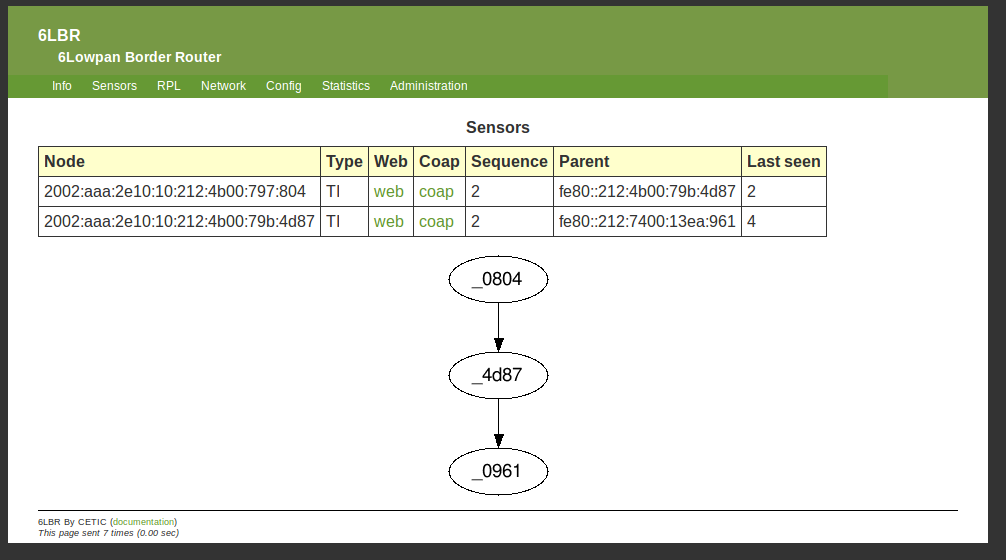 6LBR
6Lowpan Border Router
Info Sensors RPL Network Config Statistics Administration
Sensors
Node Type Web Coap Sequence Parent Last seen
2002:aaa:2e10:10:212:4b00:797:804 TI web coap 2 fe80::212:4b00:79b:4d87 2
2002:aaa:2e10:10:212:4b00:79b:4d87 TI web coap 2 fe80::212:7400:13ea:961 4
_0804
_4d87
_0961
6LBR By CETIC (documentation)
This page sent 7 times (0.00 sec)